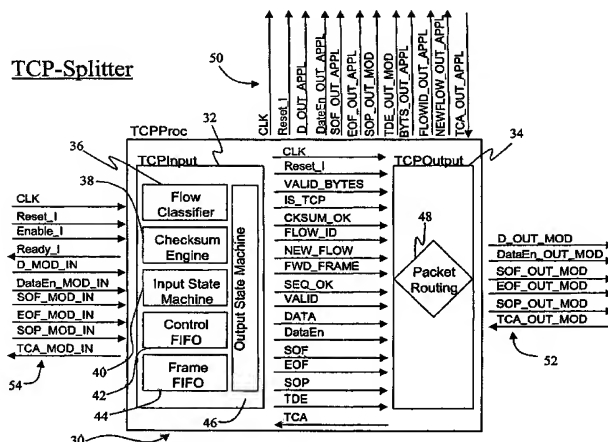 TCP-Splitter
50
CLK
Reset_I
D_OUT_APPL
DateEn_OUT_APPL
SOF_OUT_APPL
EOF_OUT_APPL
SOP_OUT_MOD
TDE_OUT_MOD
BYTS_OUT_APPL
FLOWID_OUT_APPL
NEWFLOW_OUT_APPL
TCA_OUT_APPL
TCPProc
32
34
36
38
TCPInput
Flow
Classifier
Checksum
Engine
Input State
Machine
Control
FIFO
Frame
FIFO
Output State Machine
40
42
44
46
30
CLK
Reset_I
Enable_I
Ready_I
D_MOD_IN
DataEn_MOD_IN
SOF_MOD_IN
EOF_MOD_IN
SOP_MOD_IN
TCA_MOD_IN
54
CLK
Reset_I
VALID_BYTES
IS_TCP
CKSUM_OK
FLOW_ID
NEW_FLOW
FWD_FRAME
SEQ_OK
VALID
DATA
DataEn
SOF
EOF
SOP
TDE
TCA
TCPOutput
48
Packet
Routing
D_OUT_MOD
DataEn_OUT_MOD
SOF_OUT_MOD
EOF_OUT_MOD
SOP_OUT_MOD
TCA_OUT_MOD
52